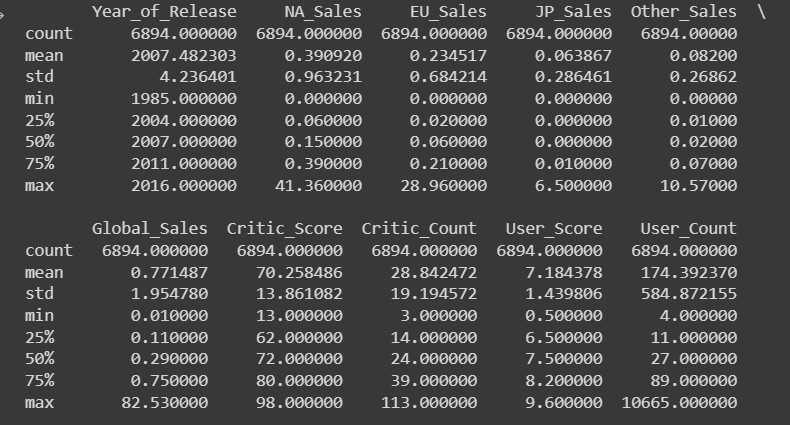 Year_of_Release NA_Sales EU_Sales JP_Sales Other_Sales \
count 6894.000000 6894.000000 6894.000000 6894.000000 6894.00000
mean 2007.482303 0.390920 0.234517 0.063867 0.08200
std 4.236401 0.963231 0.684214 0.286461 0.26862
min 1985.000000 0.000000 0.000000 0.000000 0.00000
25% 2004.000000 0.060000 0.020000 0.000000 0.01000
50% 2007.000000 0.150000 0.060000 0.000000 0.02000
75% 2011.000000 0.390000 0.210000 0.010000 0.07000
max 2016.000000 41.360000 28.960000 6.500000 10.57000
Global_Sales Critic_Score Critic_Count User_Score User_Count
count 6894.000000 6894.000000 6894.000000 6894.000000 6894.000000
mean 0.771487 70.258486 28.842472 7.184378 174.392370
std 1.954780 13.861082 19.194572 1.439806 584.872155
min 0.010000 13.000000 3.000000 0.500000 4.000000
25% 0.110000 62.000000 14.000000 6.500000 11.000000
50% 0.290000 72.000000 24.000000 7.500000 27.000000
75% 0.750000 80.000000 39.000000 8.200000 89.000000
max 82.530000 98.000000 113.000000 9.600000 10665.000000